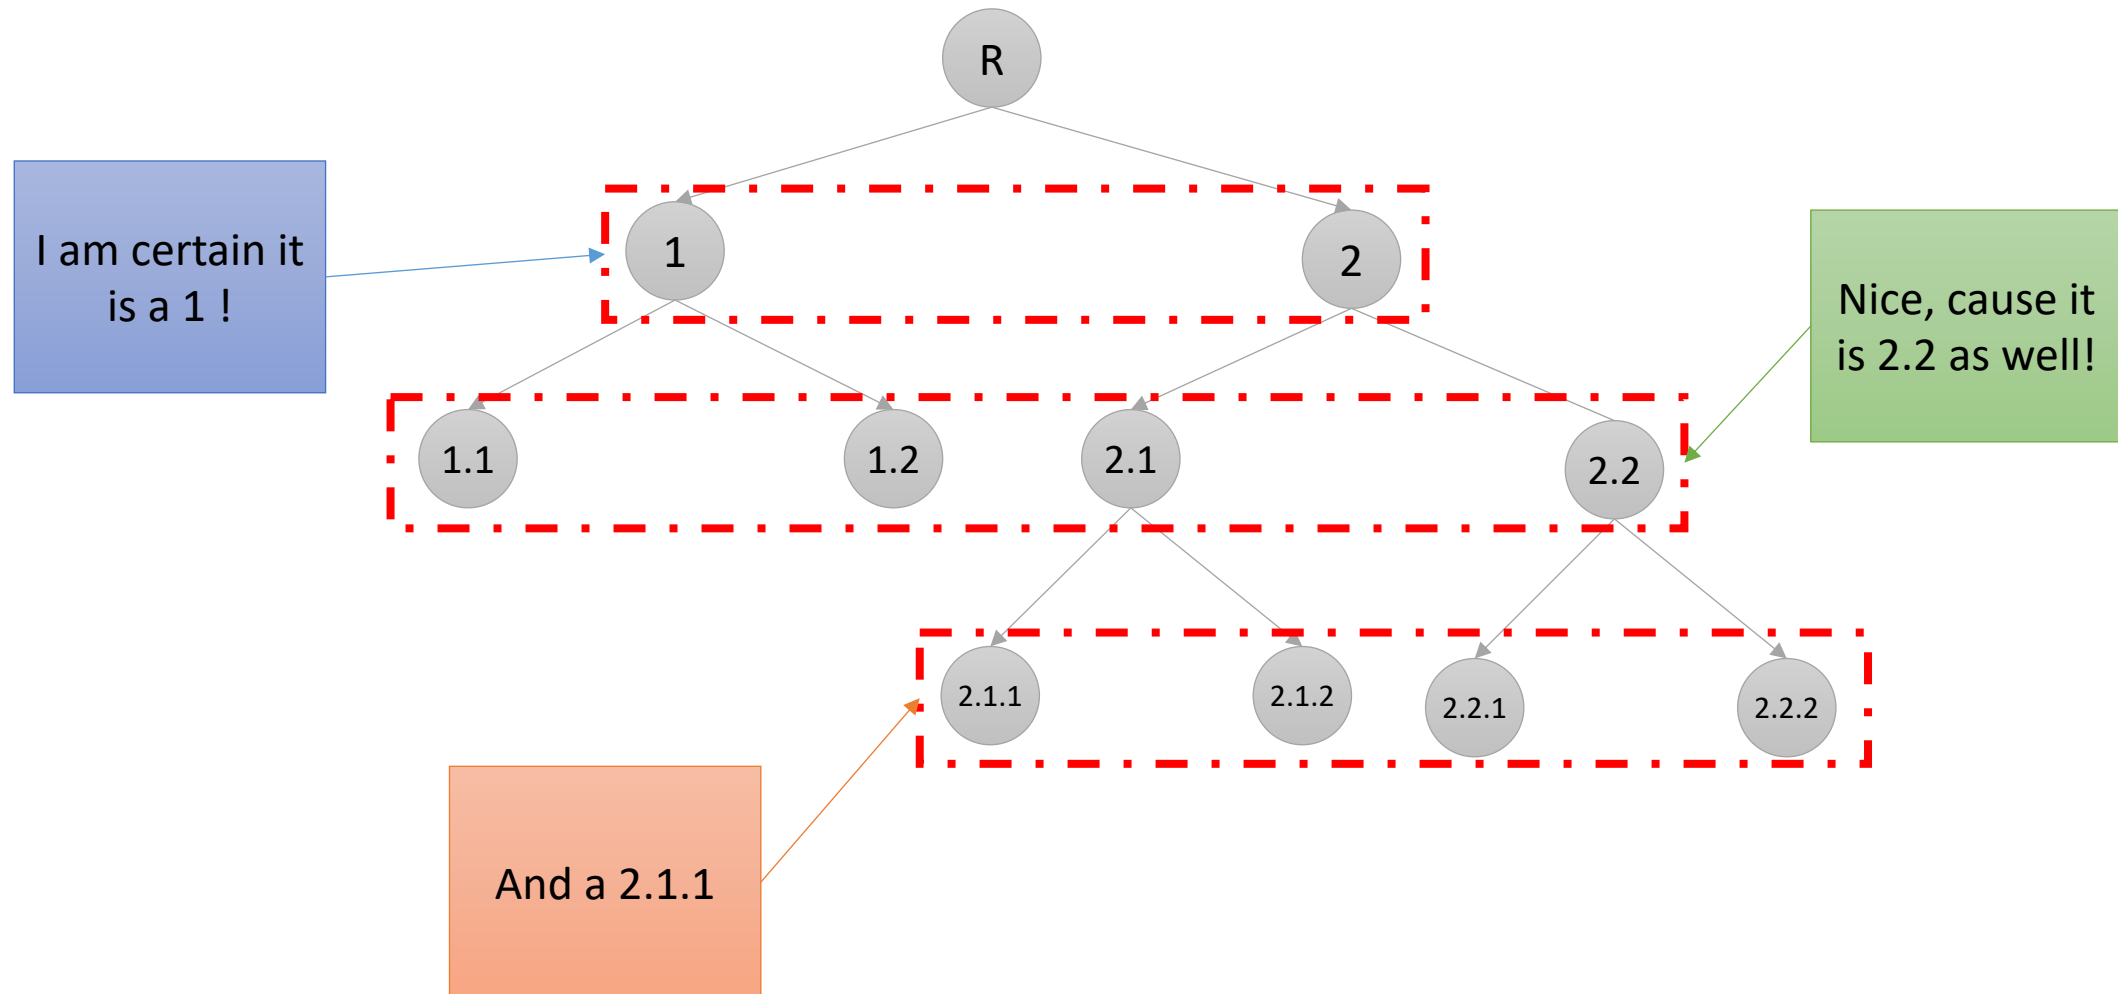 R
I am certain it
is a 1 !
1
2
Nice, cause it
is 2.2 as well!
1.1
1.2
2.1
2.2
2.1.1
2.1.2
2.2.1
2.2.2
And a 2.1.1